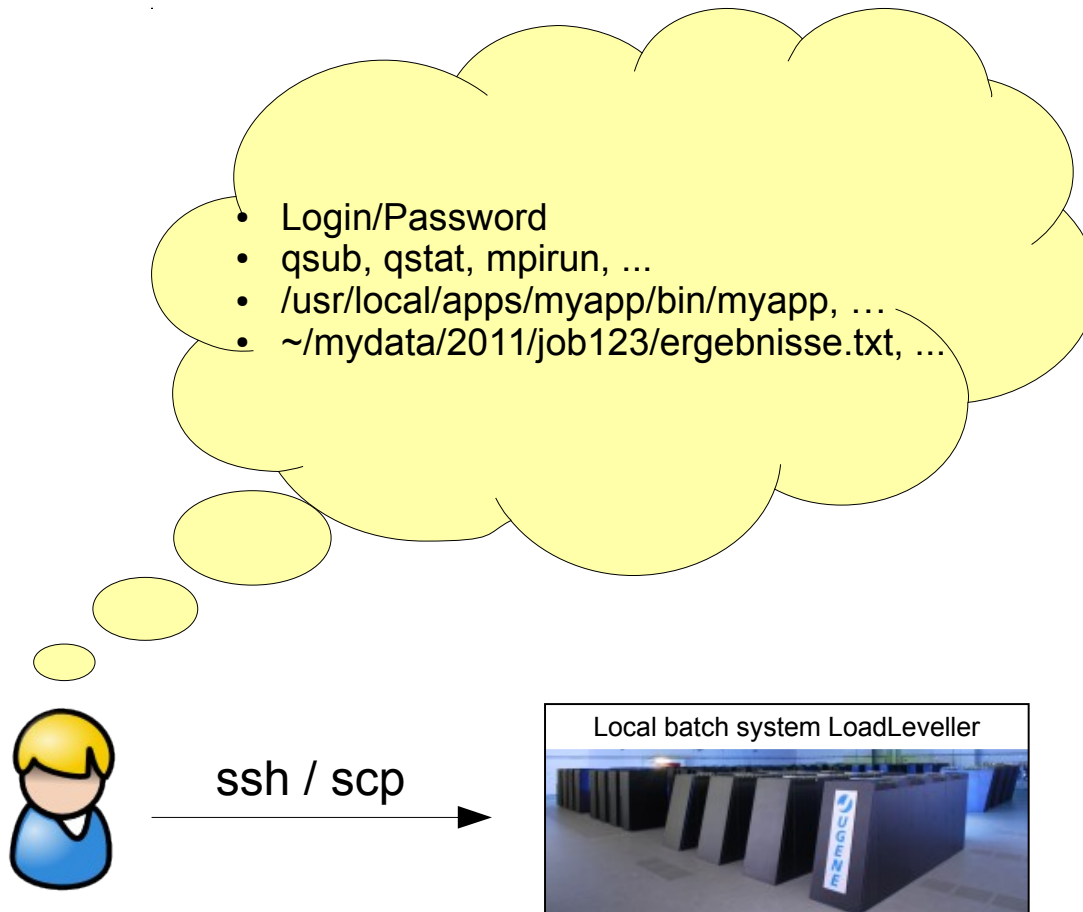 • Login/Password
• qsub, qstat, mpirun, ...
• /usr/local/apps/myapp/bin/myapp, …
• ~/mydata/2011/job123/ergebnisse.txt, ...
ssh / scp
Local batch system LoadLeveller
JUGENE